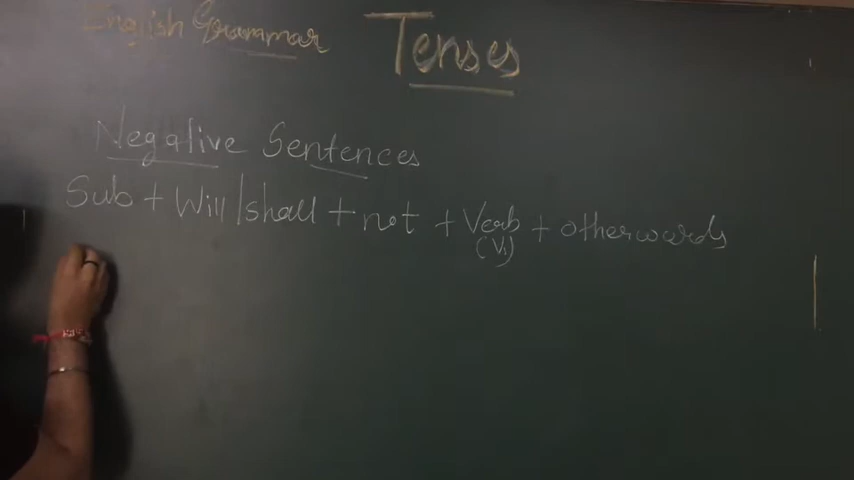 English Grammar
Tenses
Negative Sentences
Sub + Will/shall + not + Verb + otherwords
(V1)